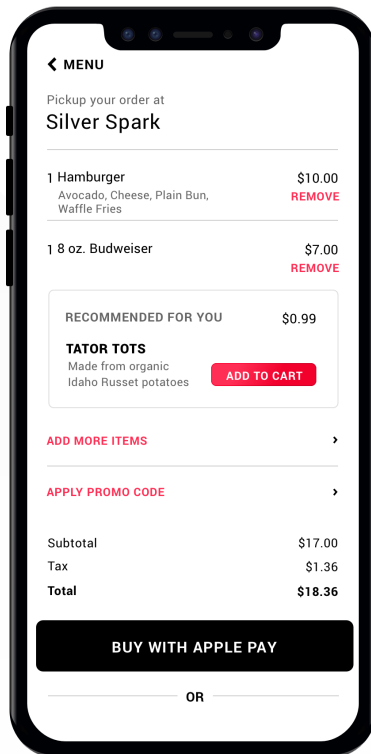 MENU
Pickup your order at
Silver Spark
1 Hamburger $10.00
Avocado, Cheese, Plain Bun, REMOVE
Waffle Fries
1 8 oz. Budweiser $7.00
REMOVE
RECOMMENDED FOR YOU $0.99
TATOR TOTS
Made from organic
Idaho Russet potatoes ADD TO CART
ADD MORE ITEMS
APPLY PROMO CODE
Subtotal $17.00
Tax $1.36
Total $18.36
BUY WITH APPLE PAY
OR